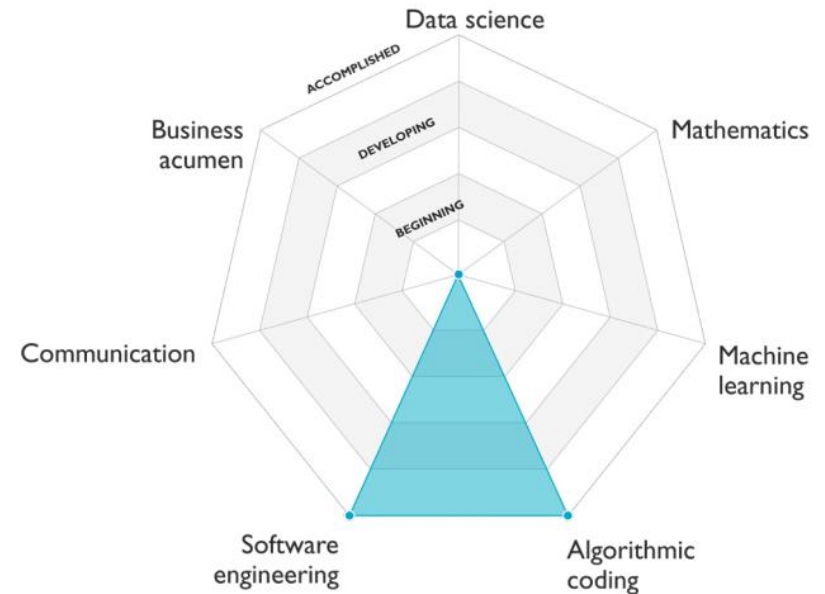 Data science
ACCOMPLISHED
Business
acumen
DEVELOPING
Mathematics
BEGINNING
Communication
Machine
learning
Software
engineering
Algorithmic
coding